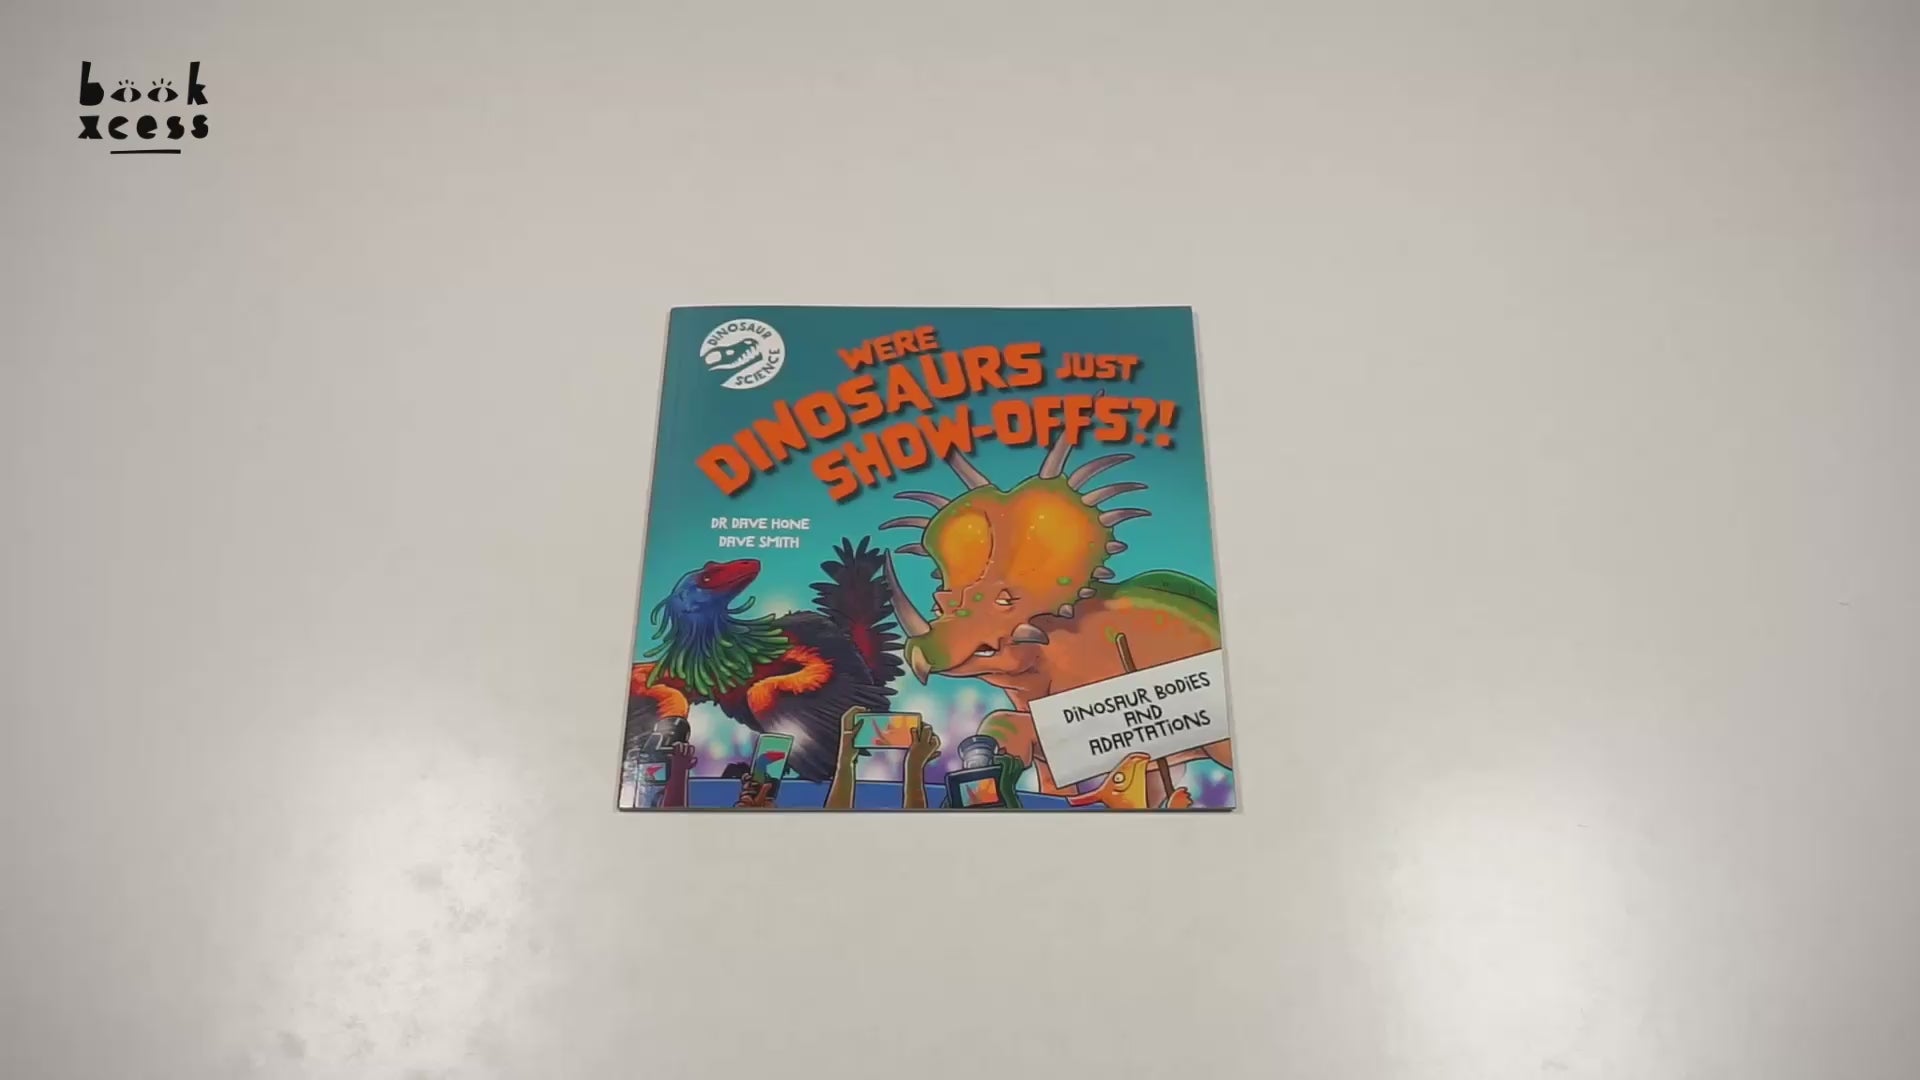 book
xcess
DINOSAUR
SCIENCE
WERE
DINOSAURS JUST
SHOW-OFFS?!
DR DAVE HONE
DAVE SMITH
DINOSAUR BODIES
AND
ADAPTATIONS